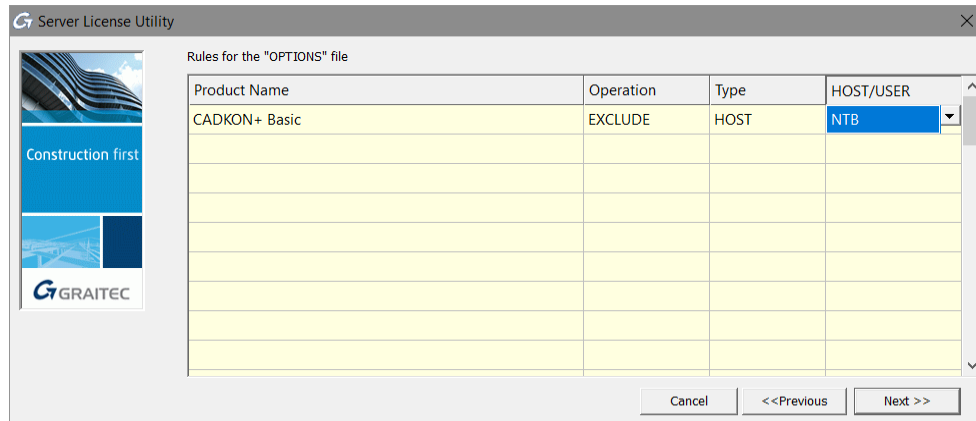 Server License Utility
Rules for the "OPTIONS" file
Product Name Operation Type HOST/USER
CADKON+ Basic EXCLUDE HOST NTB
Construction first
GRAITEC
Cancel <<Previous Next >>